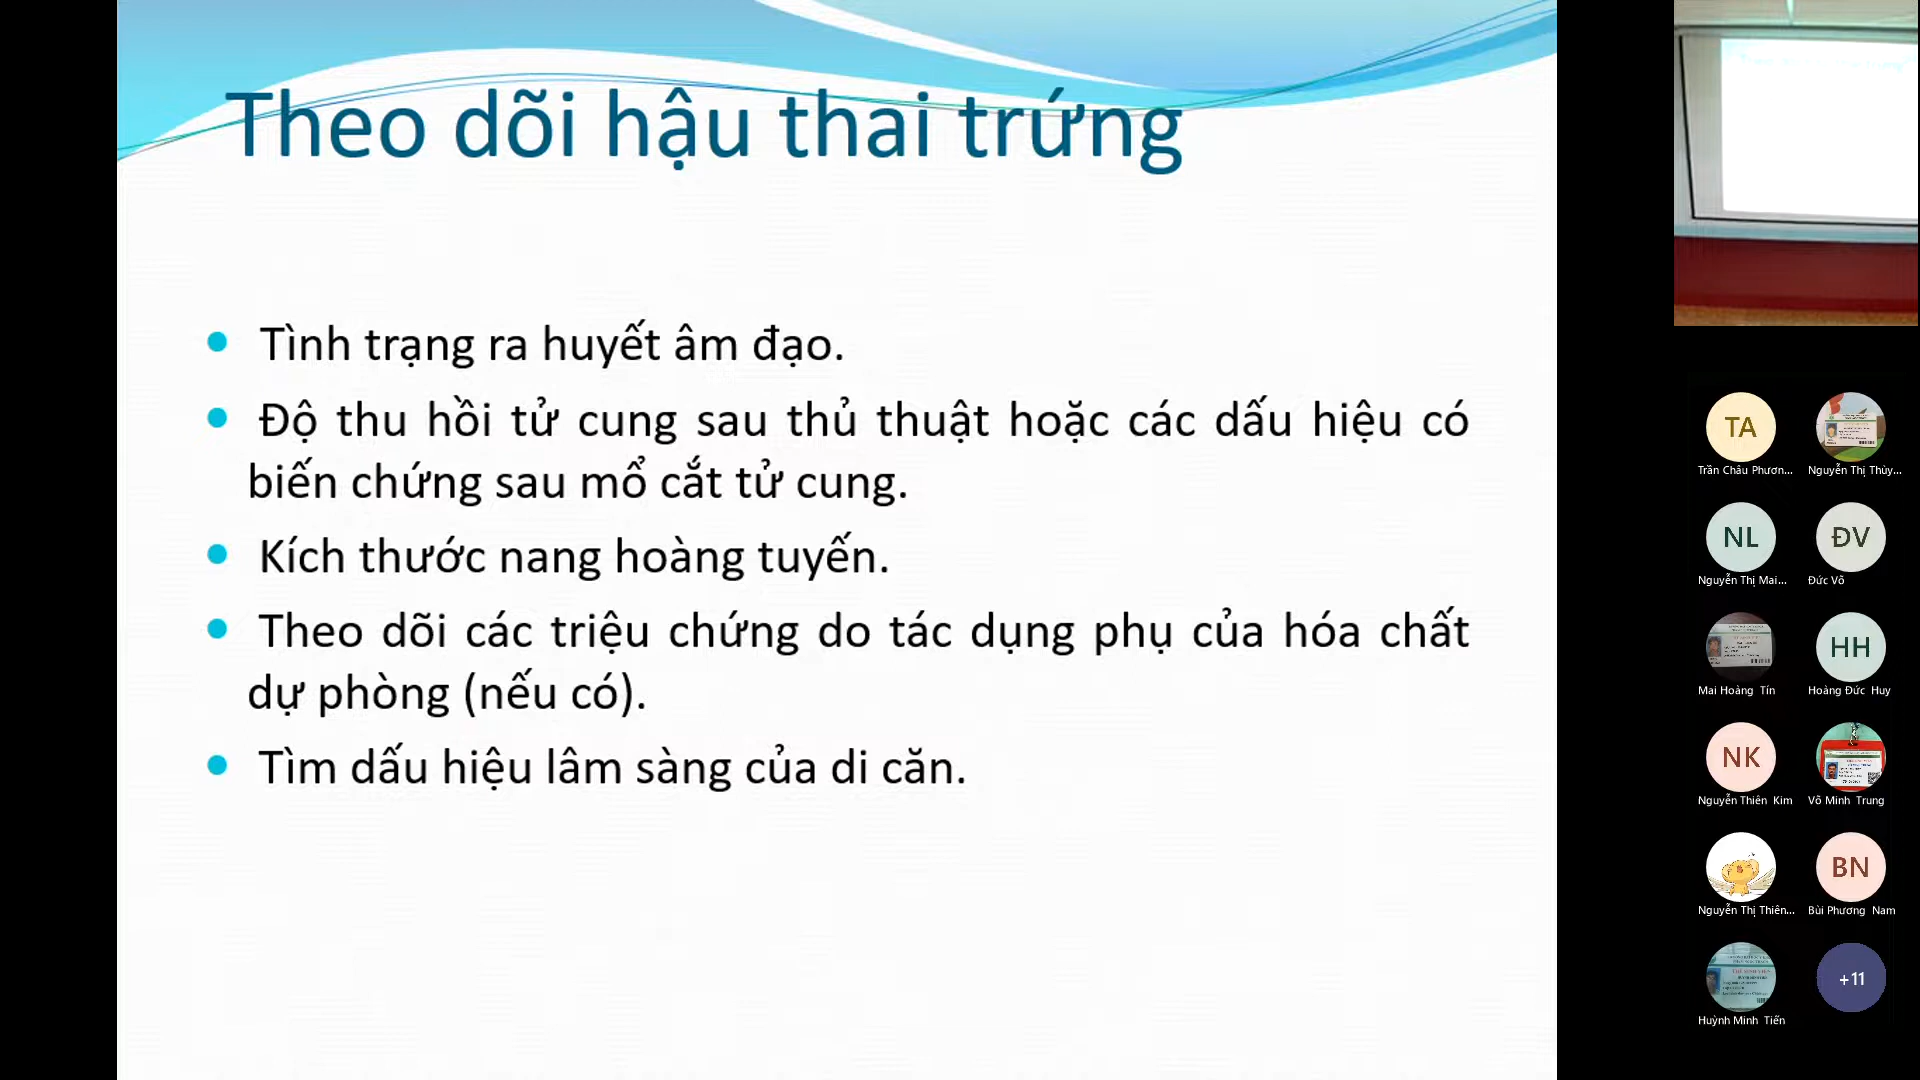 Theo dõi hậu thai trứng
Tình trạng ra huyết âm đạo.
Độ thu hồi tử cung sau thủ thuật hoặc các dấu hiệu có
biến chứng sau mổ cắt tử cung.
Kích thước nang hoàng tuyến.
Theo dõi các triệu chứng do tác dụng phụ của hóa chất
dự phòng (nếu có).
Tìm dấu hiệu lâm sàng của di căn.
TA
Trần Châu Phươn... Nguyễn Thị Thùy...
NL ĐV
Nguyễn Thị Mai... Đức Võ
HH
Mai Hoàng Tín Hoàng Đức Huy
NK
Nguyễn Thiên Kim Võ Minh Trung
BN
Nguyễn Thị Thiên... Bùi Phương Nam
+11
Huỳnh Minh Tiến